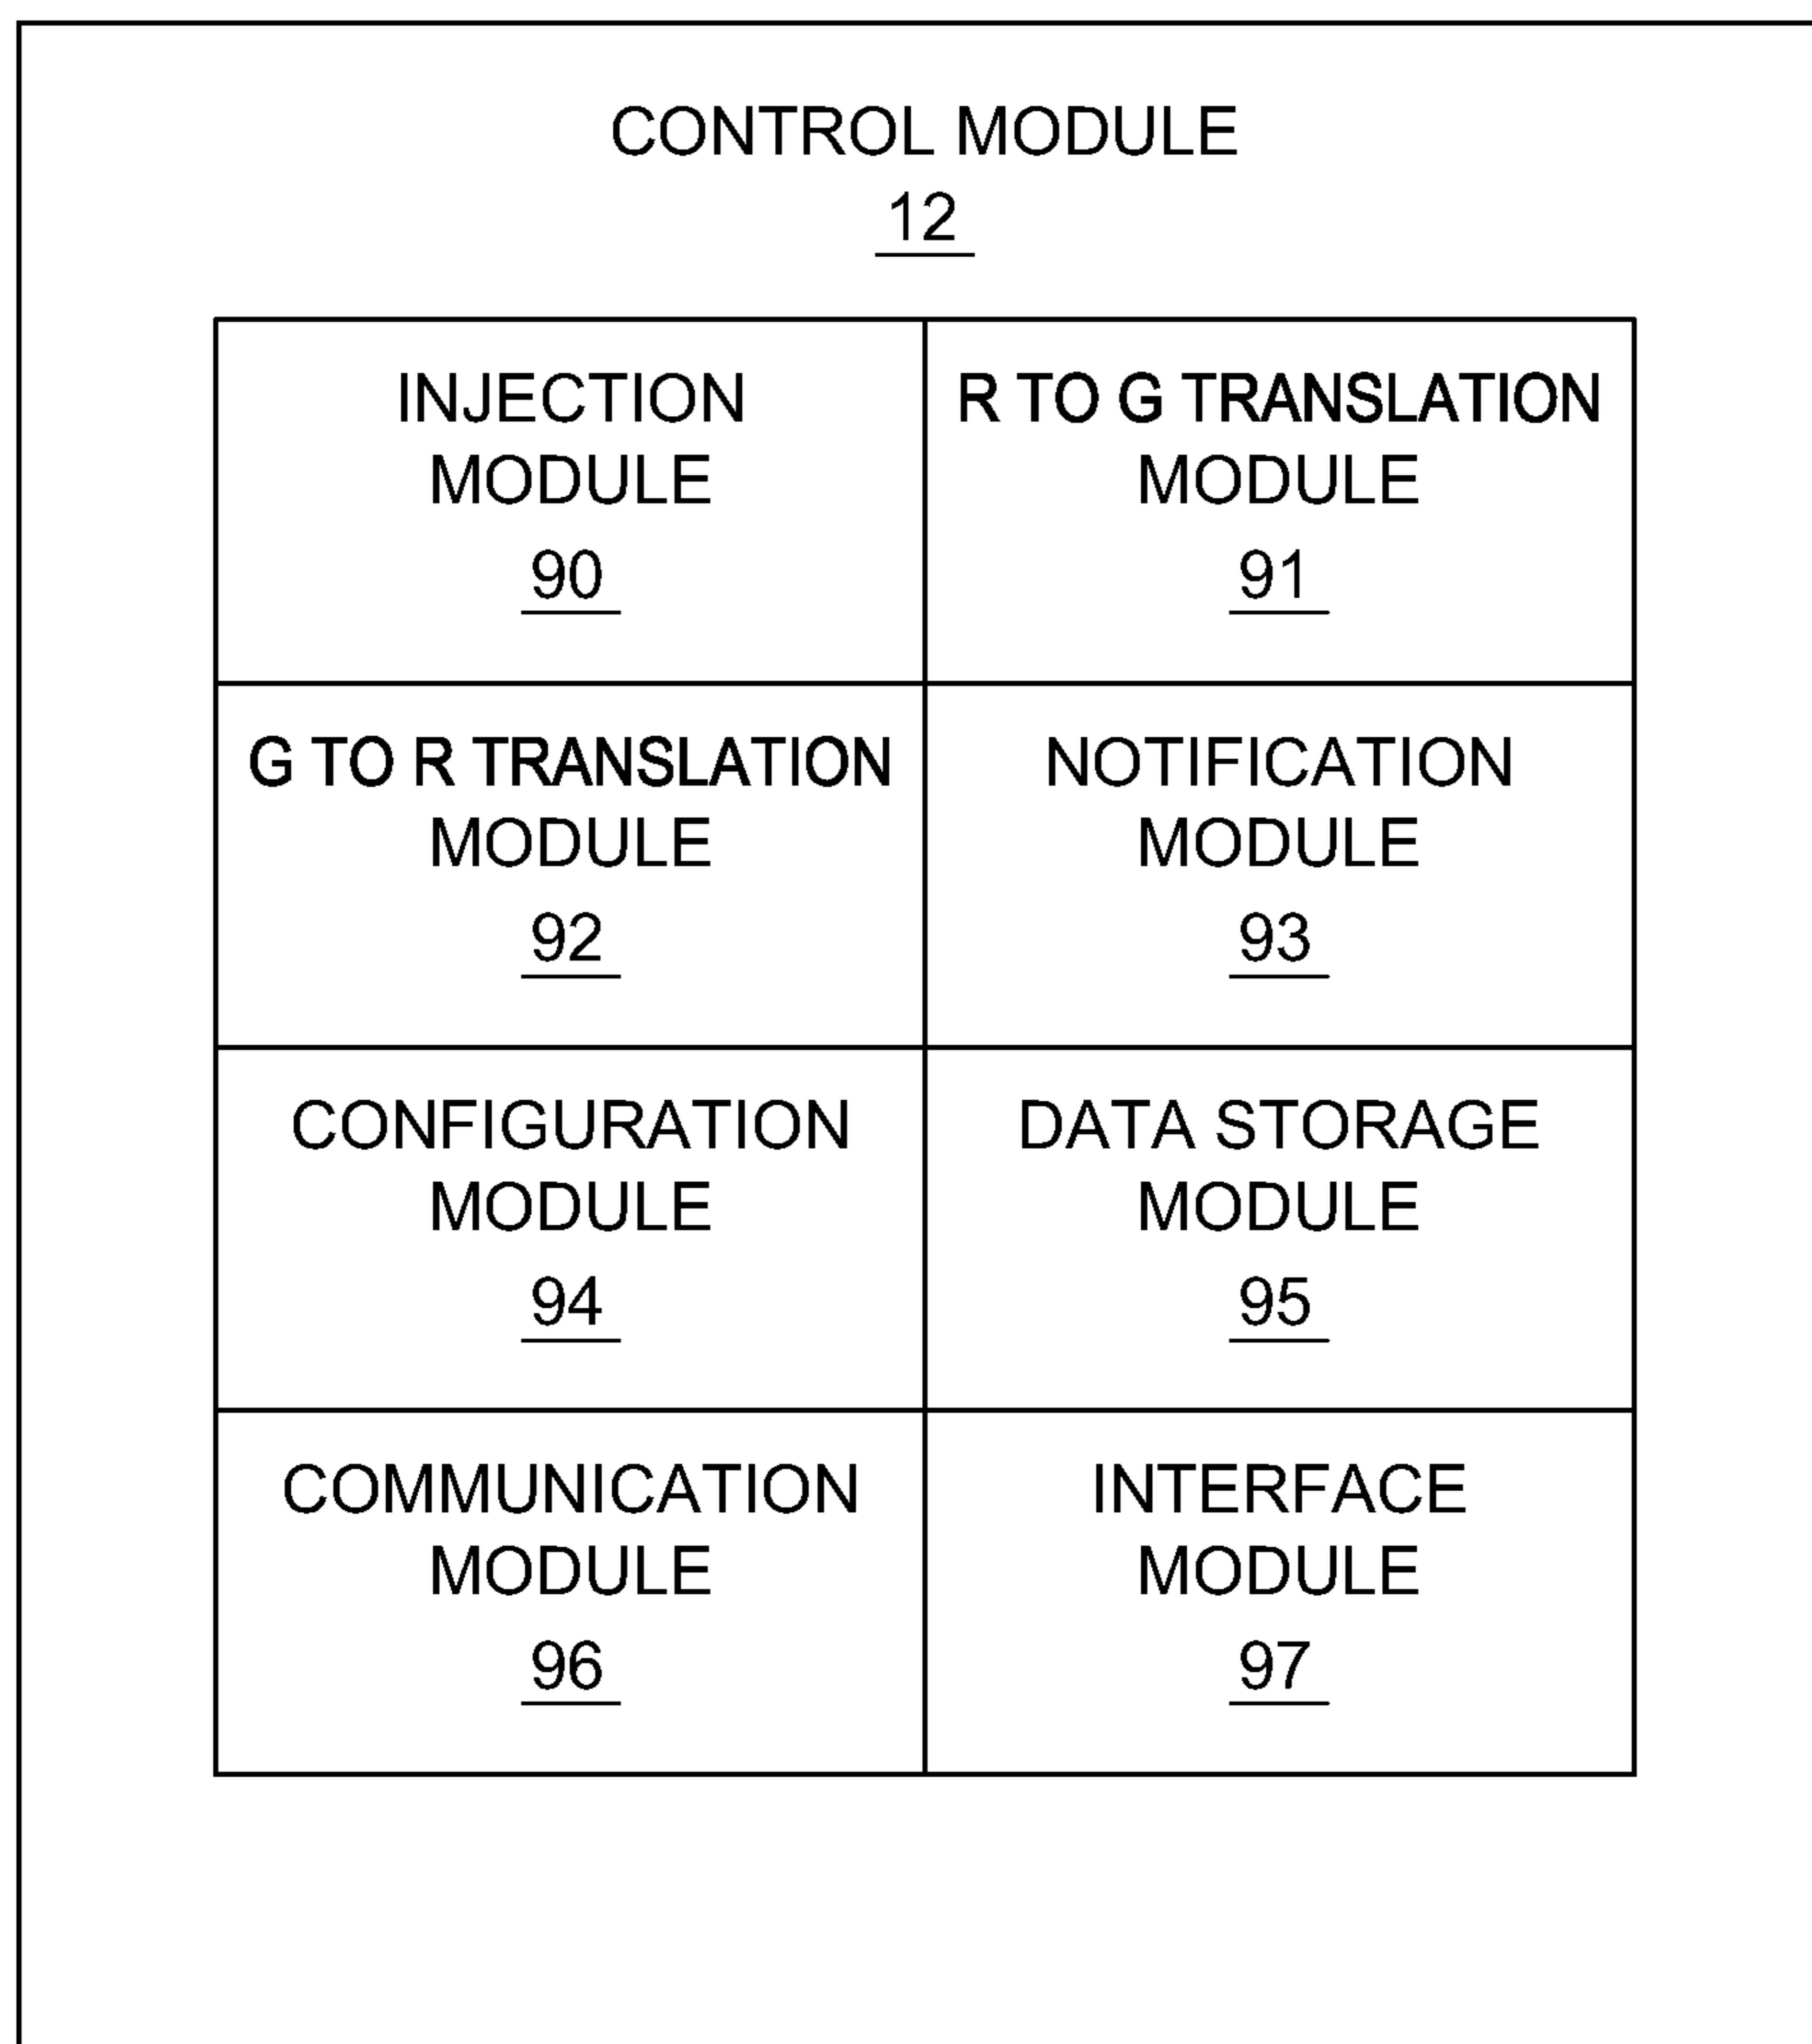 CONTROL MODULE
12
INJECTION
MODULE
90
R TO G TRANSLATION
MODULE
91
G TO R TRANSLATION
MODULE
92
NOTIFICATION
MODULE
93
CONFIGURATION
MODULE
94
DATA STORAGE
MODULE
95
COMMUNICATION
MODULE
96
INTERFACE
MODULE
97